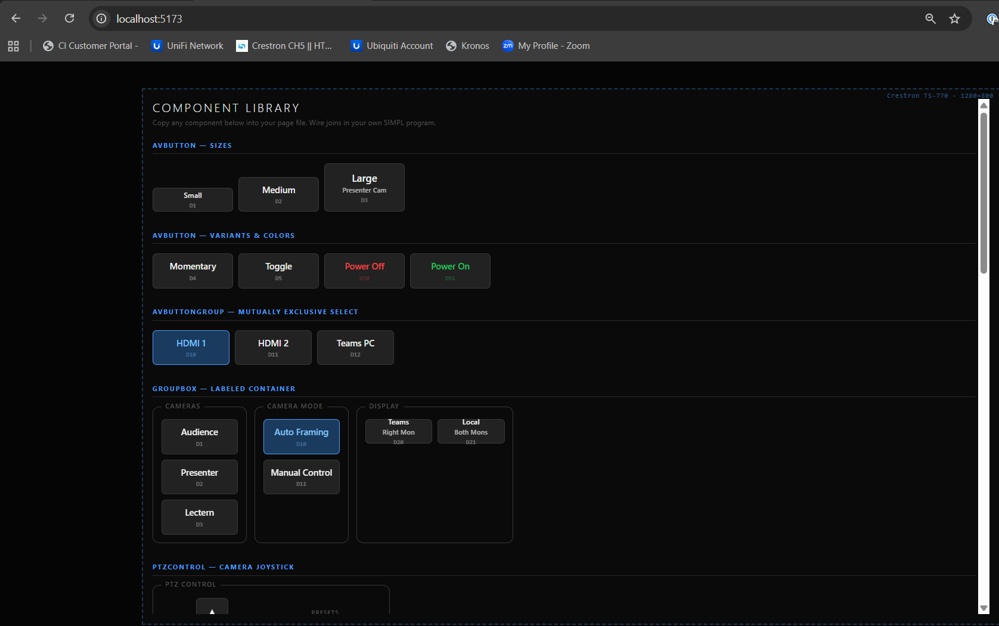 localhost:5173
CI Customer Portal -
UniFi Network
Crestron CH5 || HT...
Ubiquiti Account
Kronos
zm
My Profile - Zoom
Crestron TS-770 · 1280×800
COMPONENT LIBRARY
Copy any component below into your page file. Wire joins in your own SIMPL program.
AVBUTTON — SIZES
Small
D1
Medium
D2
Large
Presenter Cam
D3
AVBUTTON — VARIANTS & COLORS
Momentary
D4
Toggle
D5
Power Off
D50
Power On
D51
AVBUTTONGROUP — MUTUALLY EXCLUSIVE SELECT
HDMI 1
D10
HDMI 2
D11
Teams PC
D12
GROUPBOX — LABELED CONTAINER
CAMERAS
Audience
D1
Presenter
D2
Lectern
D3
CAMERA MODE
Auto Framing
D10
Manual Control
D11
DISPLAY
Teams
Right Mon
D20
Local
Both Mons
D21
PTZCONTROL — CAMERA JOYSTICK
PTZ CONTROL
PRESETS